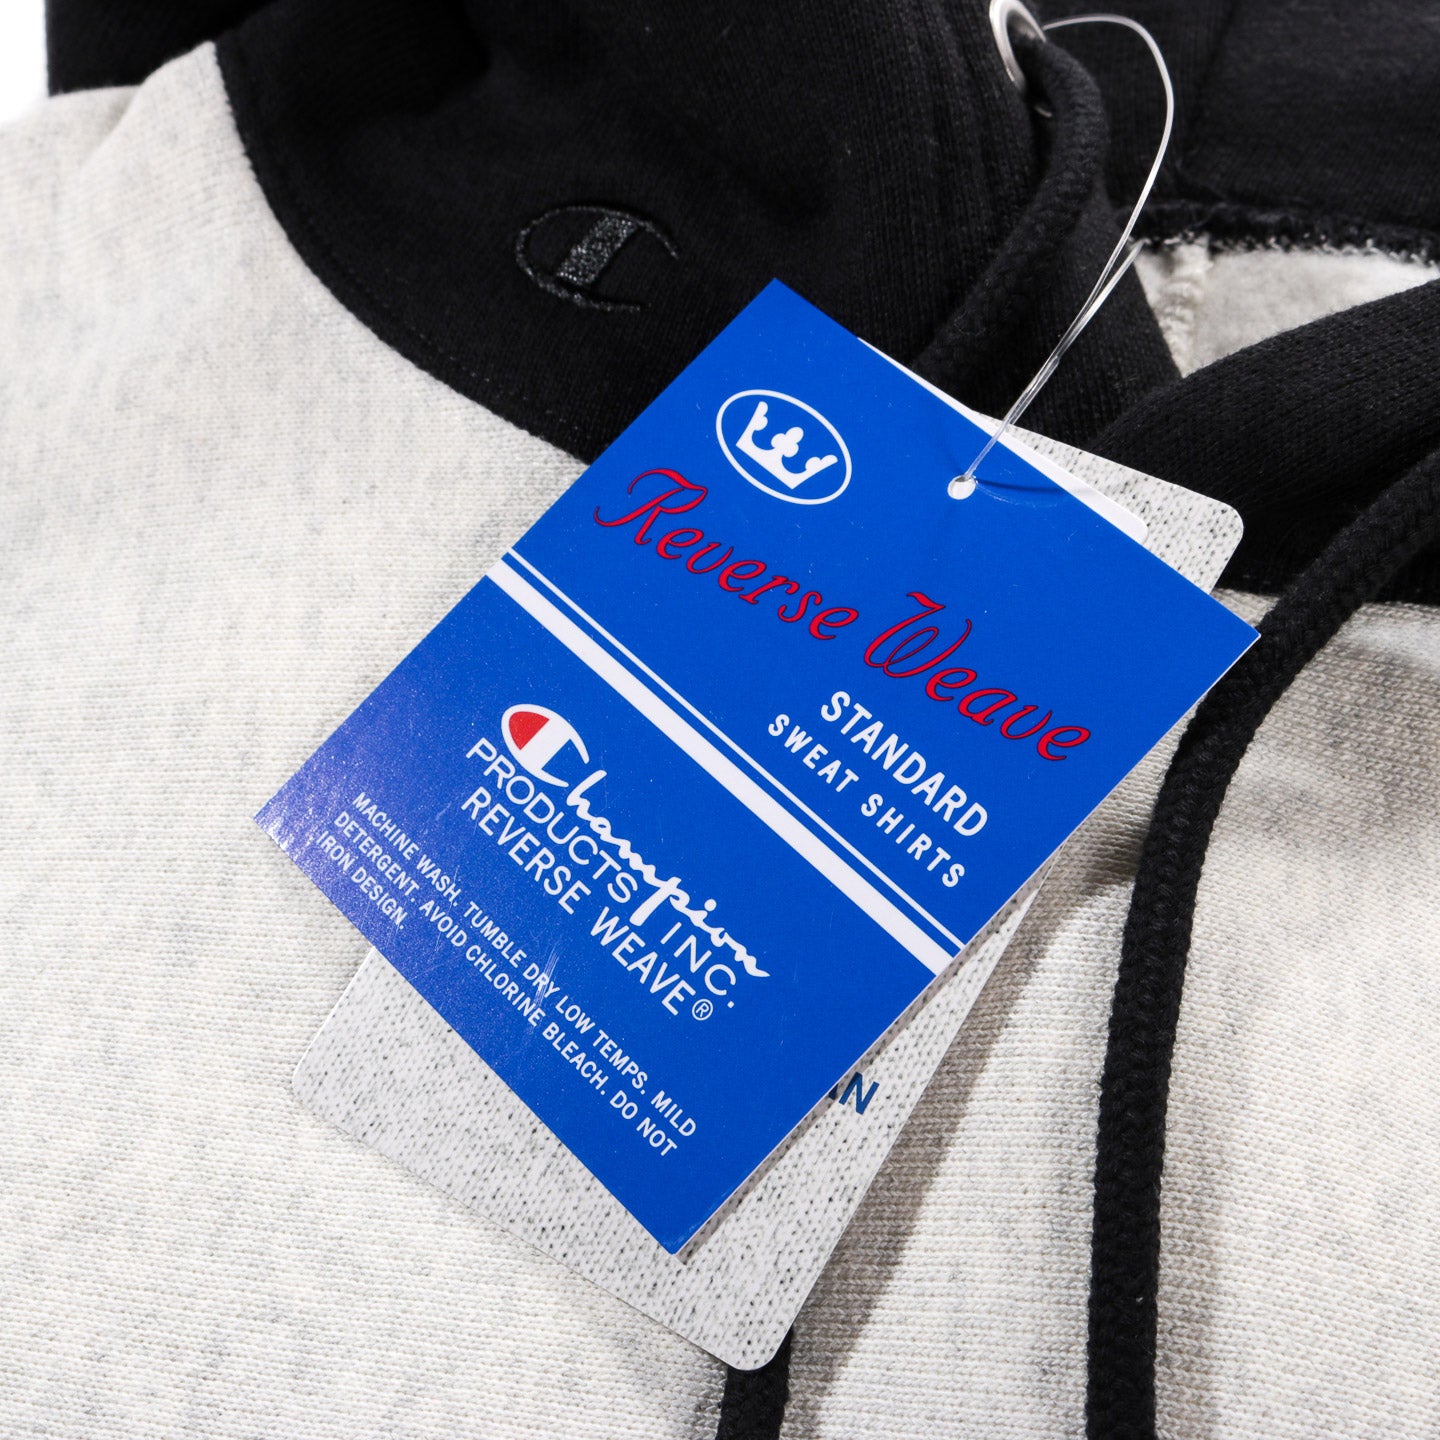 Reverse Weave
STANDARD
SWEAT SHIRTS
Champion
PRODUCTS INC.
REVERSE WEAVE®
MACHINE WASH, TUMBLE DRY LOW TEMPS. MILD
DETERGENT. AVOID CHLORINE BLEACH. DO NOT
IRON DESIGN.
AN